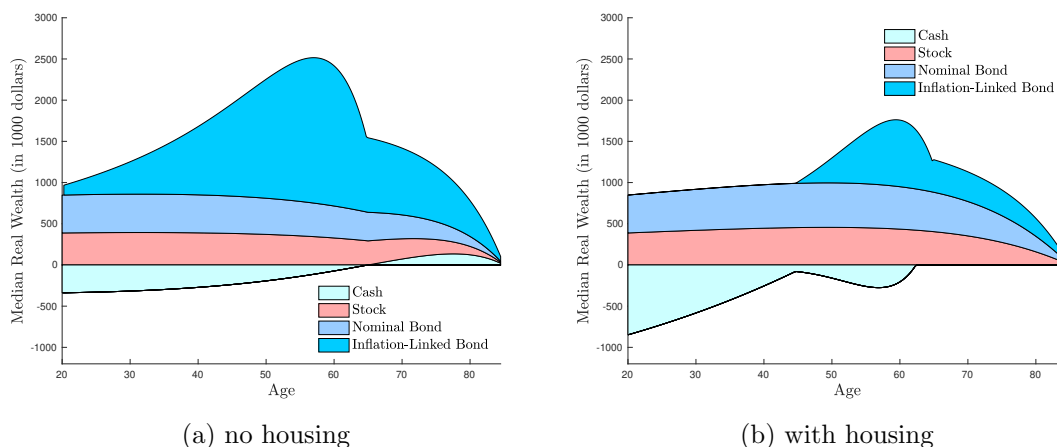 Median Real Wealth (in 1000 dollars)
3000
2500
2000
1500
1000
500
0
-500
-1000
Cash
Stock
Nominal Bond
Inflation-Linked Bond
20 30 40 50 60 70 80
Age
(a) no housing
Median Real Wealth (in 1000 dollars)
3000
2500
2000
1500
1000
500
0
-500
-1000
Cash
Stock
Nominal Bond
Inflation-Linked Bond
20 30 40 50 60 70 80
Age
(b) with housing